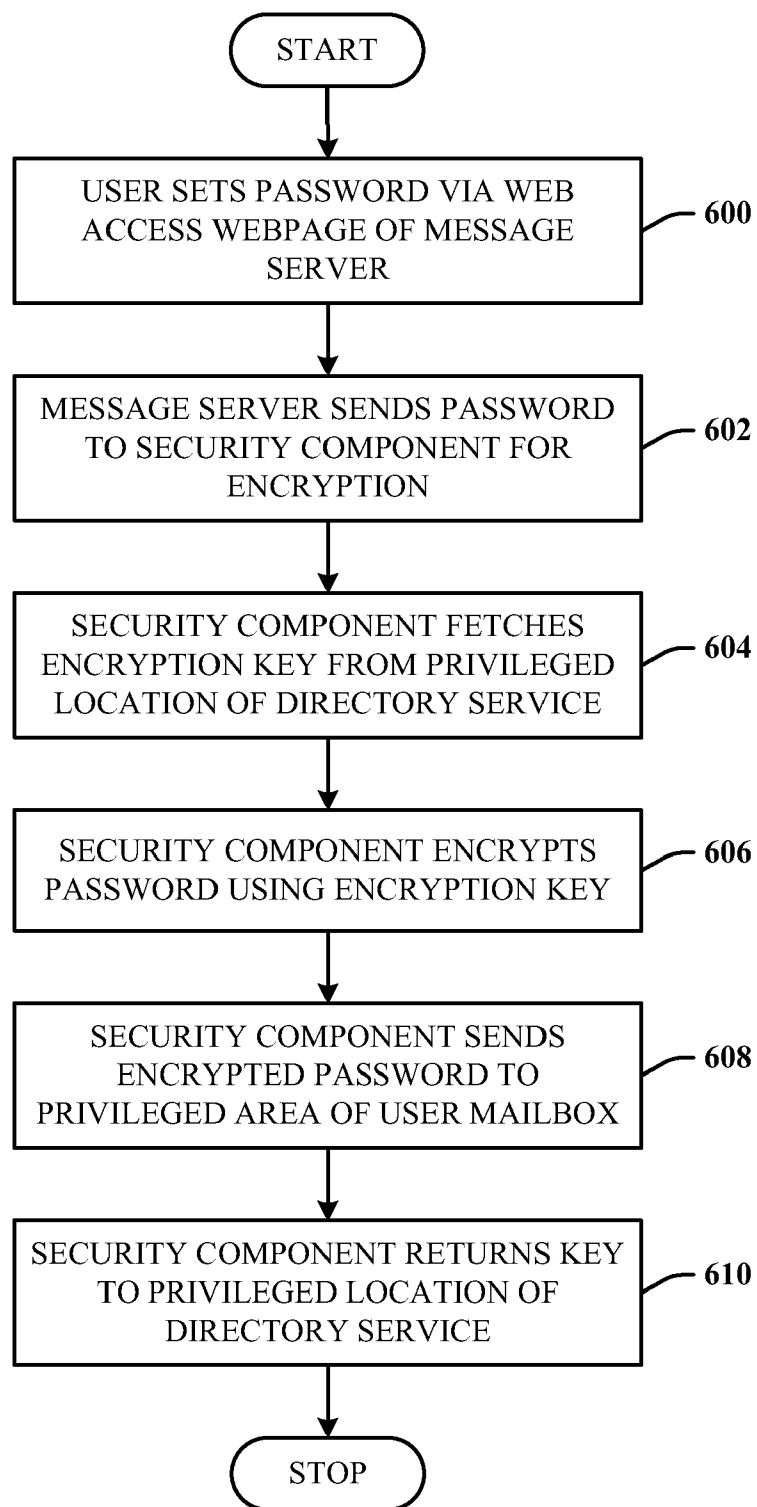 START
USER SETS PASSWORD VIA WEB
ACCESS WEBPAGE OF MESSAGE
SERVER
600
MESSAGE SERVER SENDS PASSWORD
TO SECURITY COMPONENT FOR
ENCRYPTION
602
SECURITY COMPONENT FETCHES
ENCRYPTION KEY FROM PRIVILEGED
LOCATION OF DIRECTORY SERVICE
604
SECURITY COMPONENT ENCRYPTS
PASSWORD USING ENCRYPTION KEY
606
SECURITY COMPONENT SENDS
ENCRYPTED PASSWORD TO
PRIVILEGED AREA OF USER MAILBOX
608
SECURITY COMPONENT RETURNS KEY
TO PRIVILEGED LOCATION OF
DIRECTORY SERVICE
610
STOP